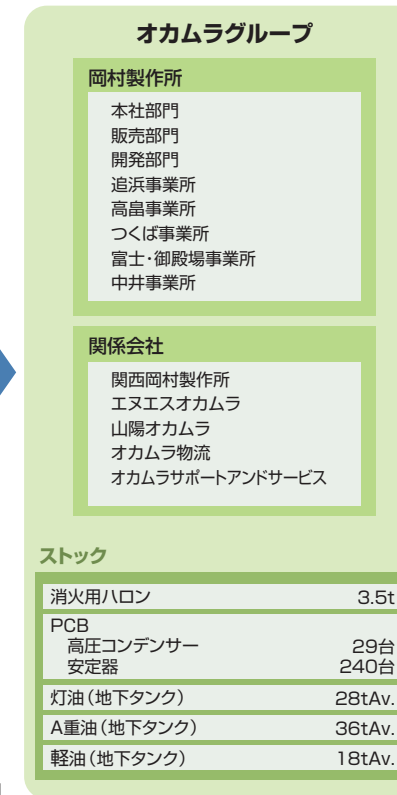 オカムラグループ
岡村製作所
本社部門
販売部門
開発部門
追浜事業所
高畠事業所
つくば事業所
富士・御殿場事業所
中井事業所
関係会社
関西岡村製作所
エヌエスオカムラ
山陽オカムラ
オカムラ物流
オカムラサポートアンドサービス
ストック
消火用ハロン 3.5t
PCB
高圧コンデンサー 29台
安定器 240台
灯油(地下タンク) 28tAv.
A重油(地下タンク) 36tAv.
軽油(地下タンク) 18tAv.